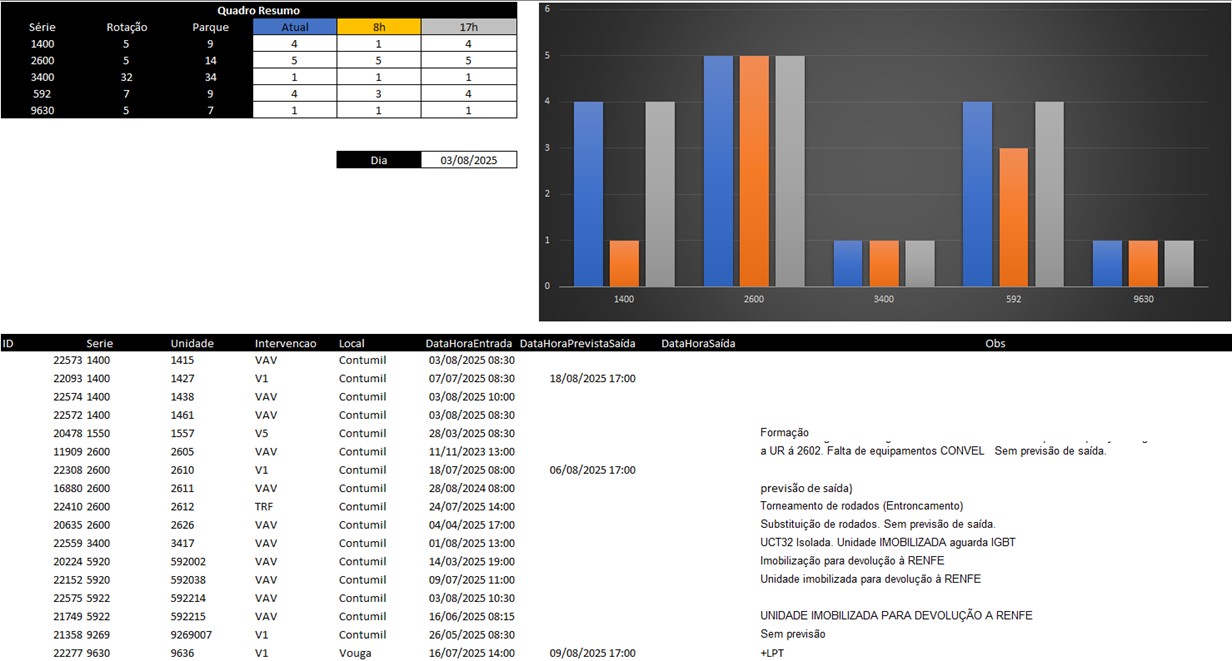 Quadro Resumo
Série Rotação Parque Atual 8h 17h
1400 5 9 4 1 4
2600 5 14 5 5 5
3400 32 34 1 1 1
592 7 9 4 3 4
9630 5 7 1 1 1
Dia 03/08/2025
6
5
4
3
2
1
0
1400 2600 3400 592 9630
ID Serie Unidade Intervencao Local DataHoraEntrada DataHoraPrevistaSaída DataHoraSaída Obs
22573 1400 1415 VAV Contumil 03/08/2025 08:30
22093 1400 1427 V1 Contumil 07/07/2025 08:30 18/08/2025 17:00
22574 1400 1438 VAV Contumil 03/08/2025 10:00
22572 1400 1461 VAV Contumil 03/08/2025 08:30
20478 1550 1557 V5 Contumil 28/03/2025 08:30 Formação
11909 2600 2605 VAV Contumil 11/11/2023 13:00 a UR á 2602. Falta de equipamentos CONVEL Sem previsão de saída.
22308 2600 2610 V1 Contumil 18/07/2025 08:00 06/08/2025 17:00
16880 2600 2611 VAV Contumil 28/08/2024 08:00 previsão de saída)
22410 2600 2612 TRF Contumil 24/07/2025 14:00 Torneamento de rodados (Entroncamento)
20635 2600 2626 VAV Contumil 04/04/2025 17:00 Substituição de rodados. Sem previsão de saída.
22559 3400 3417 VAV Contumil 01/08/2025 13:00 UCT32 Isolada. Unidade IMOBILIZADA aguarda IGBT
20224 5920 592002 VAV Contumil 14/03/2025 19:00 Imobilização para devolução à RENFE
22152 5920 592038 VAV Contumil 09/07/2025 11:00 Unidade imobilizada para devolução à RENFE
22575 5922 592214 VAV Contumil 03/08/2025 10:30
21749 5922 592215 VAV Contumil 16/06/2025 08:15 UNIDADE IMOBILIZADA PARA DEVOLUÇÃO A RENFE
21358 9269 9269007 V1 Contumil 26/05/2025 08:30 Sem previsão
22277 9630 9636 V1 Vouga 16/07/2025 14:00 09/08/2025 17:00 +LPT